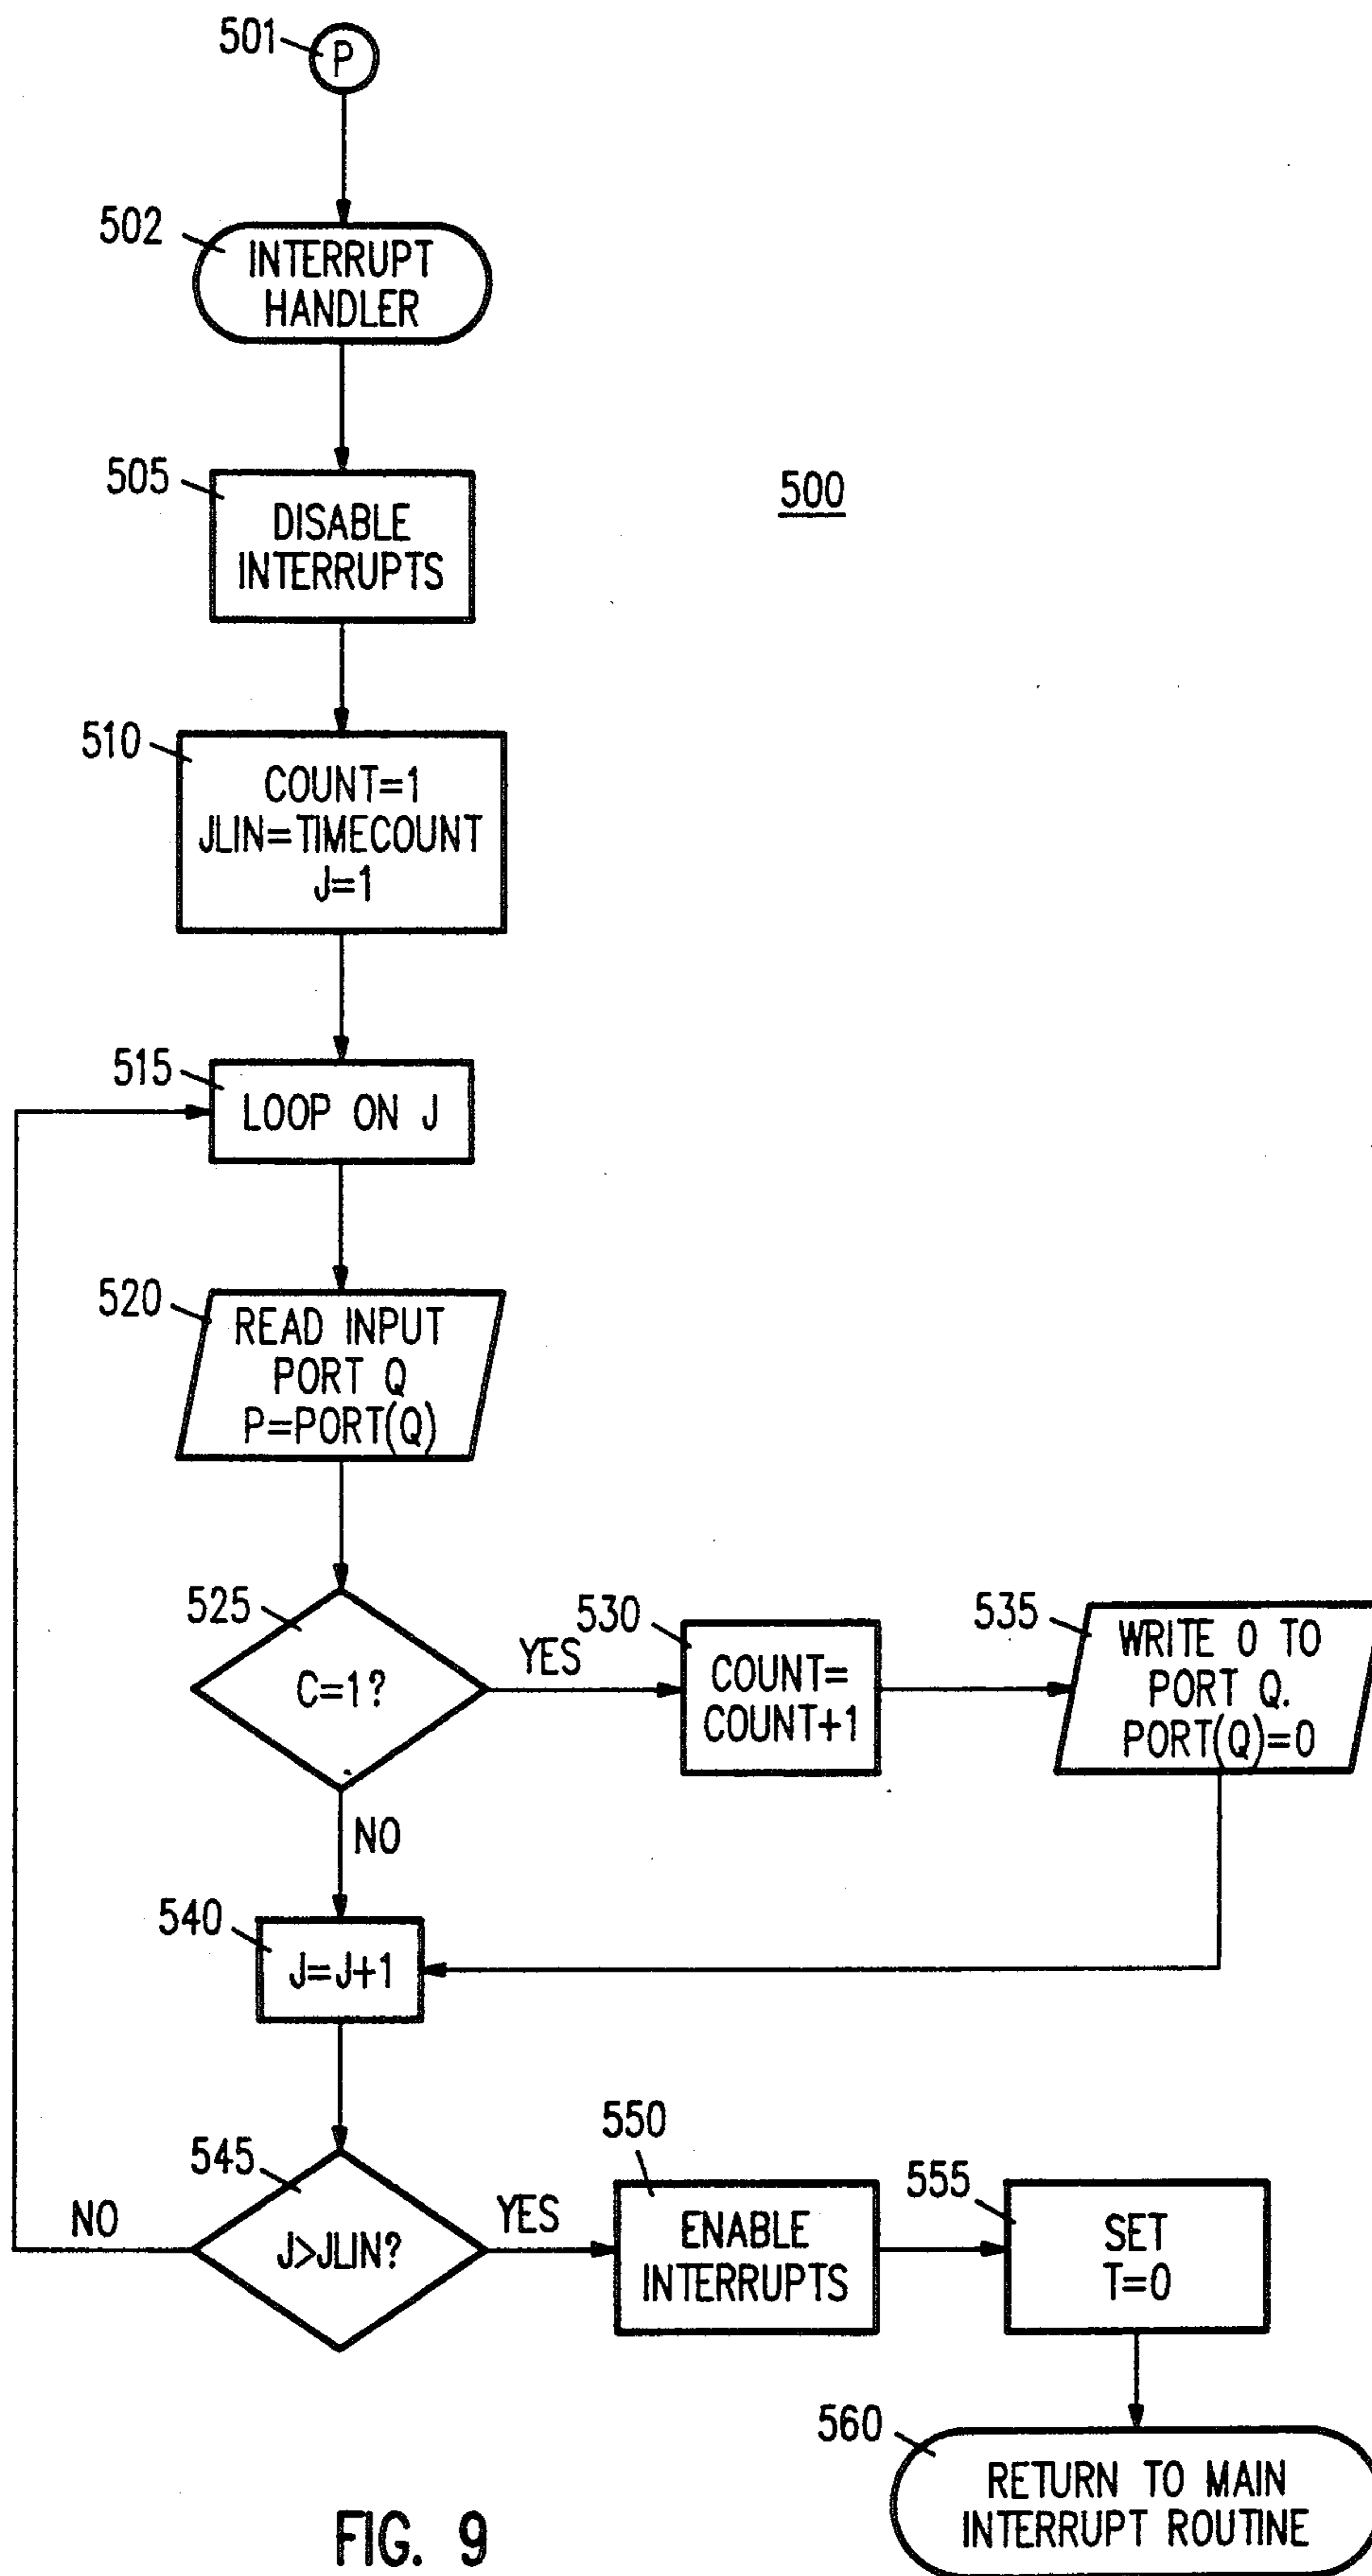 501
P
502
INTERRUPT
HANDLER
505
DISABLE
INTERRUPTS
500
510
COUNT=1
JLIN=TIMECOUNT
J=1
515
LOOP ON J
520
READ INPUT
PORT Q
P=PORT(Q)
525
C=1?
YES
NO
530
COUNT=
COUNT+1
535
WRITE 0 TO
PORT Q.
PORT(Q)=0
540
J=J+1
545
J>JLIN?
NO
YES
550
ENABLE
INTERRUPTS
555
SET
T=0
560
RETURN TO MAIN
INTERRUPT ROUTINE
FIG. 9